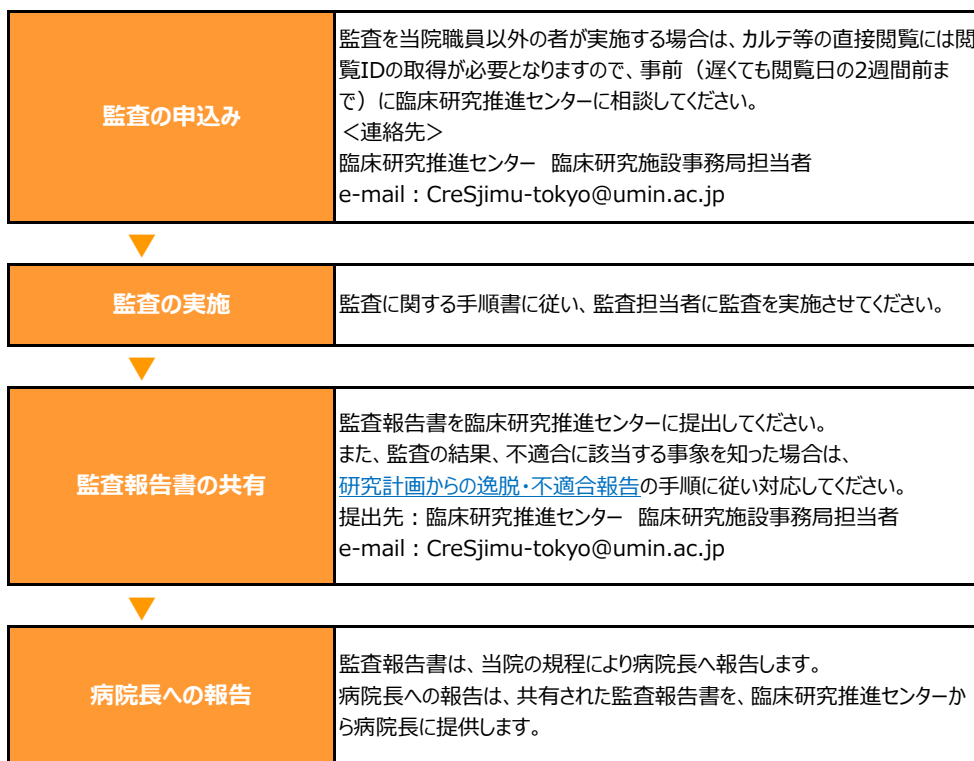 監査の申込み
監査を当院職員以外の者が実施する場合は、カルテ等の直接閲覧には閲
覧IDの取得が必要となりますので、事前（遅くても閲覧日の2週間前ま
で）に臨床研究推進センターに相談してください。
＜連絡先＞
臨床研究推進センター　臨床研究施設事務局担当者
e-mail：CreSjimu-tokyo@umin.ac.jp
監査の実施
監査に関する手順書に従い、監査担当者に監査を実施させてください。
監査報告書の共有
監査報告書を臨床研究推進センターに提出してください。
また、監査の結果、不適合に該当する事象を知った場合は、
研究計画からの逸脱・不適合報告の手順に従い対応してください。
提出先：臨床研究推進センター　臨床研究施設事務局担当者
e-mail：CreSjimu-tokyo@umin.ac.jp
病院長への報告
監査報告書は、当院の規程により病院長へ報告します。
病院長への報告は、共有された監査報告書を、臨床研究推進センターか
ら病院長に提供します。